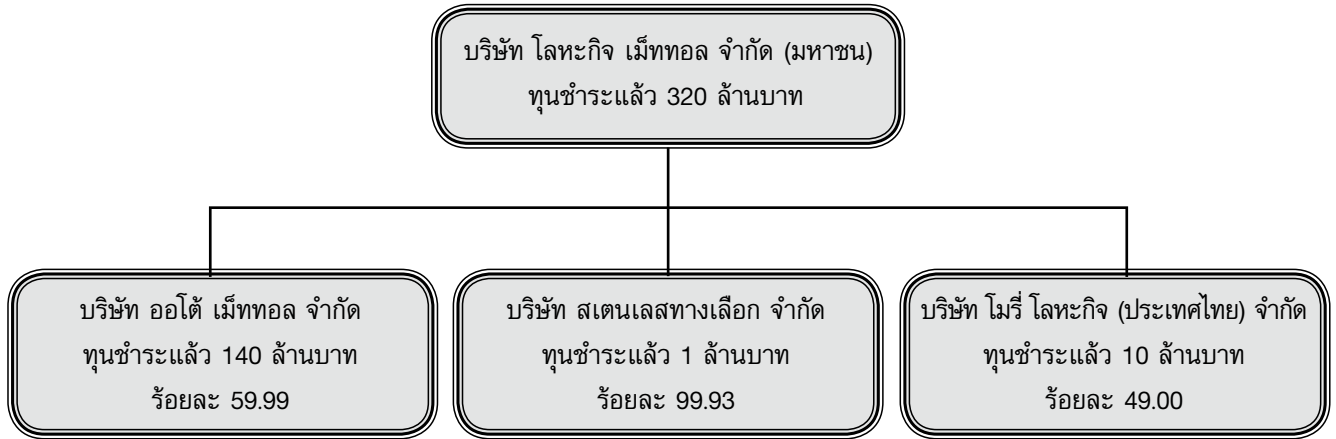 บริษัท โลหะกิจ เม็ททอล จำกัด (มหาชน)
ทุนชำระแล้ว 320 ล้านบาท
บริษัท ออโต้ เม็ททอล จำกัด
ทุนชำระแล้ว 140 ล้านบาท
ร้อยละ 59.99
บริษัท สเตนเลสทางเลือก จำกัด
ทุนชำระแล้ว 1 ล้านบาท
ร้อยละ 99.93
บริษัท โมรี่ โลหะกิจ (ประเทศไทย) จำกัด
ทุนชำระแล้ว 10 ล้านบาท
ร้อยละ 49.00